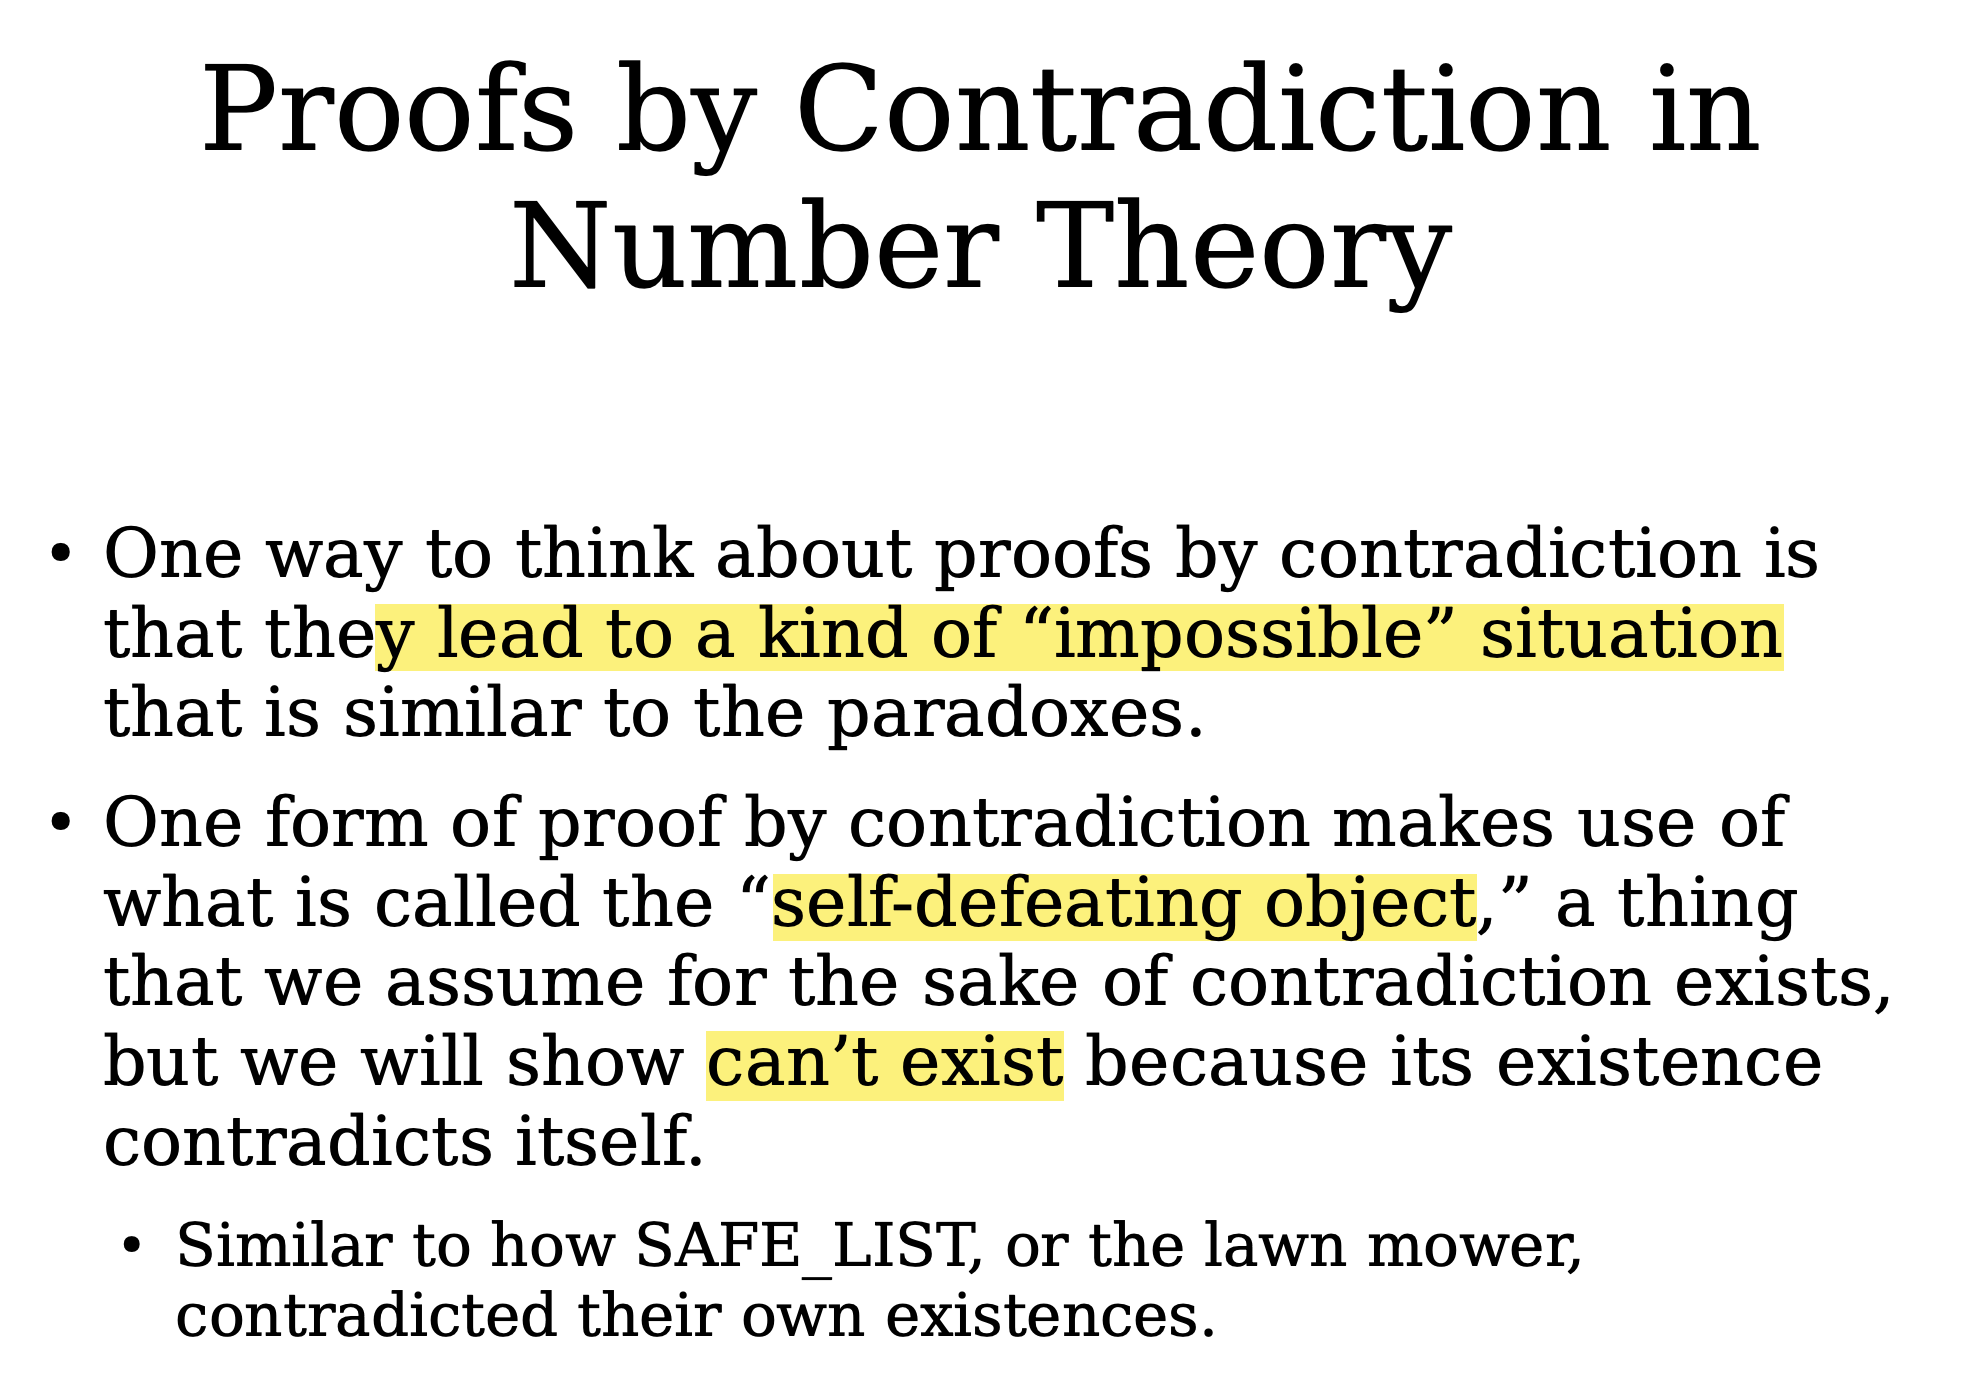 Proofs by Contradiction in
Number Theory
• One way to think about proofs by contradiction is
that they lead to a kind of “impossible” situation
that is similar to the paradoxes.
• One form of proof by contradiction makes use of
what is called the “self-defeating object,” a thing
that we assume for the sake of contradiction exists,
but we will show can’t exist because its existence
contradicts itself.
• Similar to how SAFE_LIST, or the lawn mower,
contradicted their own existences.